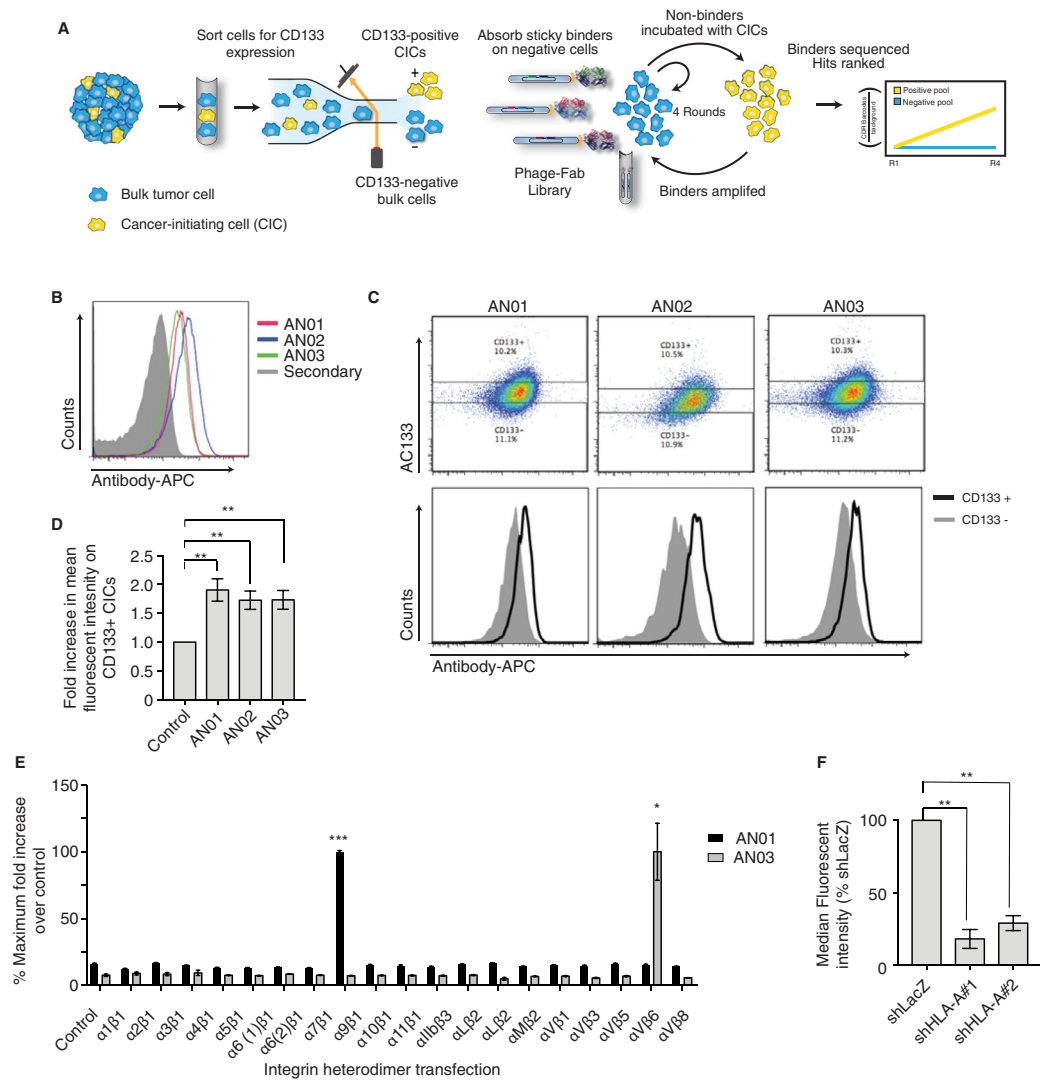 A
Sort cells for CD133
expression
CD133-positive
CICs
+
-
CD133-negative
bulk cells
Bulk tumor cell
Cancer-initiating cell (CIC)
Absorb sticky binders
on negative cells
Phage-Fab
Library
Non-binders
incubated with CICs
4 Rounds
Binders amplifed
Binders sequenced
Hits ranked
CDR Barcodes
background
Positive pool
Negative pool
R1
R4
B
Counts
Antibody-APC
AN01
AN02
AN03
Secondary
C
AN01
AN02
AN03
AC133
CD133+
10.2%
CD133-
11.1%
CD133+
10.5%
CD133-
10.9%
CD133+
10.3%
CD133-
11.2%
Counts
Antibody-APC
CD133 +
CD133 -
D
Fold increase in mean
fluorescent intesnity on
CD133+ CICs
2.5
2.0
1.5
1.0
0.5
0
**
**
**
Control
AN01
AN02
AN03
E
% Maximum fold increase
over control
150
100
50
0
***
*
AN01
AN03
Control
α1β1
α2β1
α3β1
α4β1
α5β1
α6 (1)β1
α6(2)β1
α7β1
α9β1
α10β1
α11β1
αIIbβ3
αLβ2
αLβ2
αMβ2
αVβ1
αVβ3
αVβ5
αVβ6
αVβ8
Integrin heterodimer transfection
F
Median Fluorescent
intensity (% shLacZ)
100
50
0
**
**
shLacZ
shHLA-A#1
shHLA-A#2